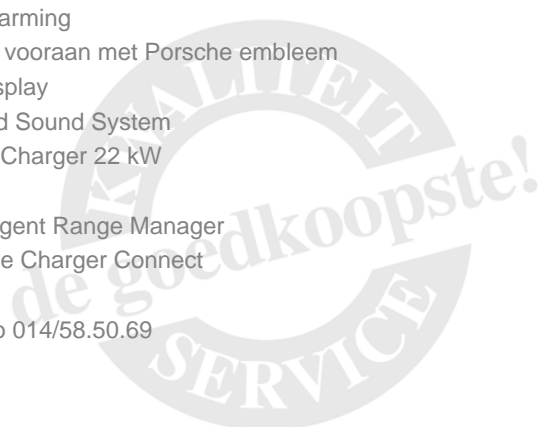 arming
vooraan met Porsche embleem
splay
d Sound System
Charger 22 kW
gent Range Manager
e Charger Connect
o 014/58.50.69
KWALITEIT
de goedkoopste!
SERVICE